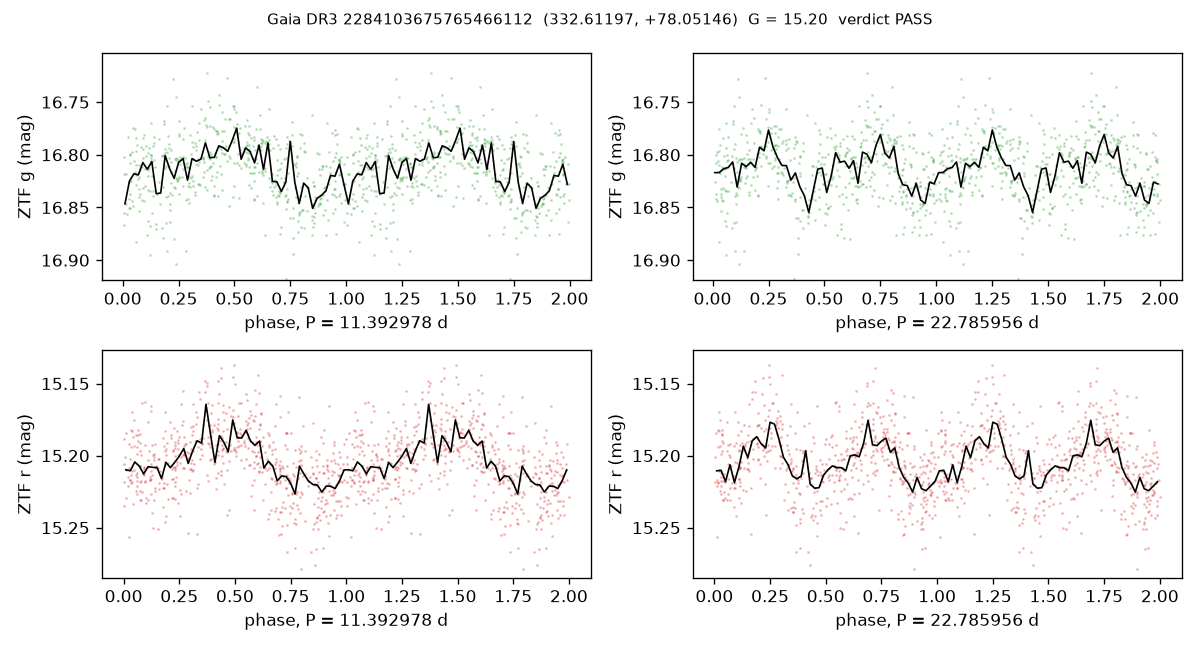 Gaia DR3 2284103675765466112  (332.61197, +78.05146)  G = 15.20  verdict PASS
ZTF g (mag)
16.75
16.80
16.85
16.90
0.00 0.25 0.50 0.75 1.00 1.25 1.50 1.75 2.00
phase, P = 11.392978 d
ZTF g (mag)
16.75
16.80
16.85
16.90
0.00 0.25 0.50 0.75 1.00 1.25 1.50 1.75 2.00
phase, P = 22.785956 d
ZTF r (mag)
15.15
15.20
15.25
0.00 0.25 0.50 0.75 1.00 1.25 1.50 1.75 2.00
phase, P = 11.392978 d
ZTF r (mag)
15.15
15.20
15.25
0.00 0.25 0.50 0.75 1.00 1.25 1.50 1.75 2.00
phase, P = 22.785956 d